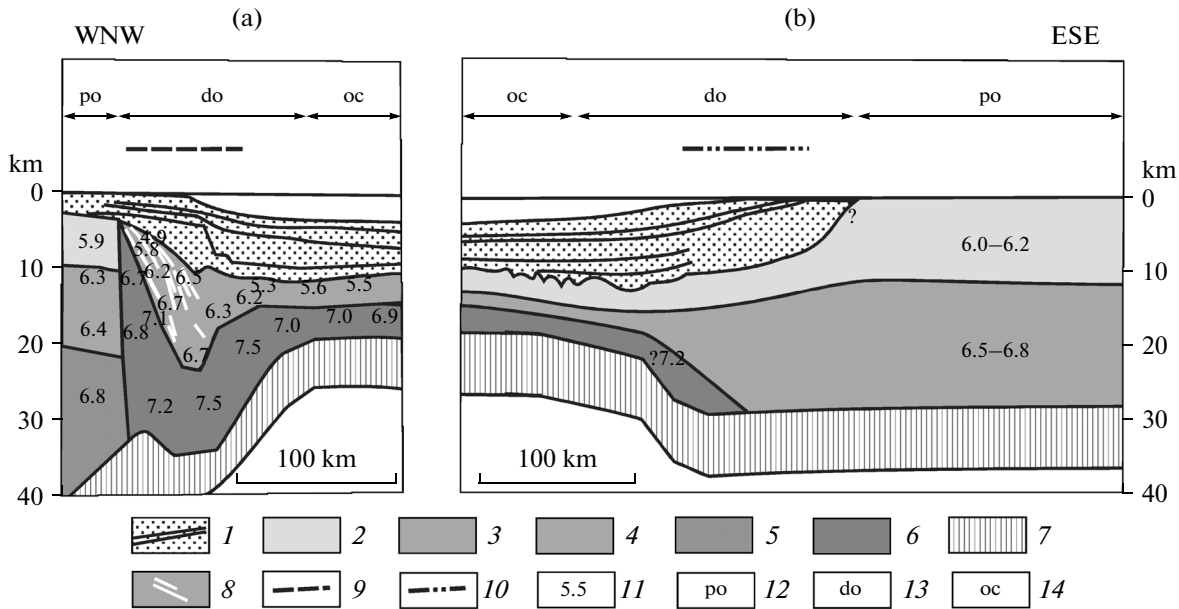 (a) (b)
WNW ESE
po do oc oc do po
km km
0 0
5.9 4.9 5.8 ? 6.0–6.2
10 6.3 6.7 6.2 6.5 5.3 5.6 5.5 10
6.4 6.8 6.7 7.1 6.3 6.2 7.0 7.0 6.9
20 6.7 7.5 ?7.2 6.5–6.8 20
6.8 7.2 7.5
30 30
100 km 100 km
40 40
1 2 3 4 5 6 7
8 9 10 5.5 11 po 12 do 13 oc 14